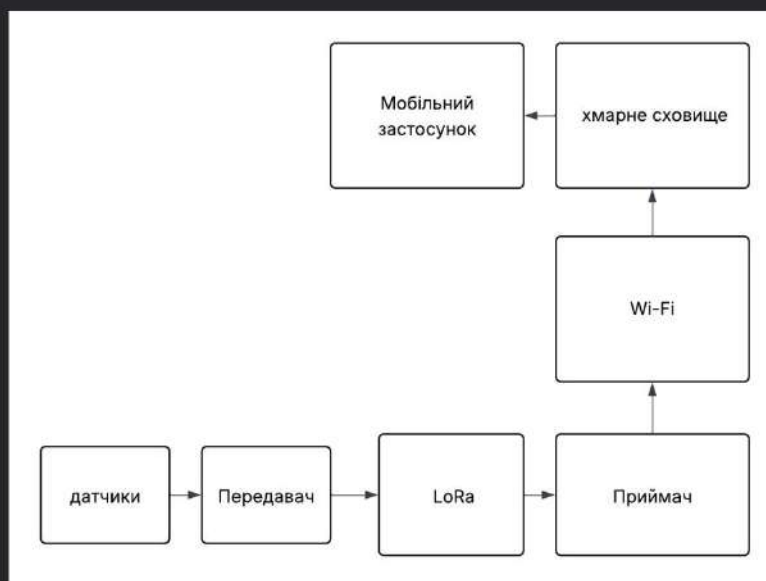 Мобільний
застосунок
хмарне сховище
Wi-Fi
датчики
Передавач
LoRa
Приймач